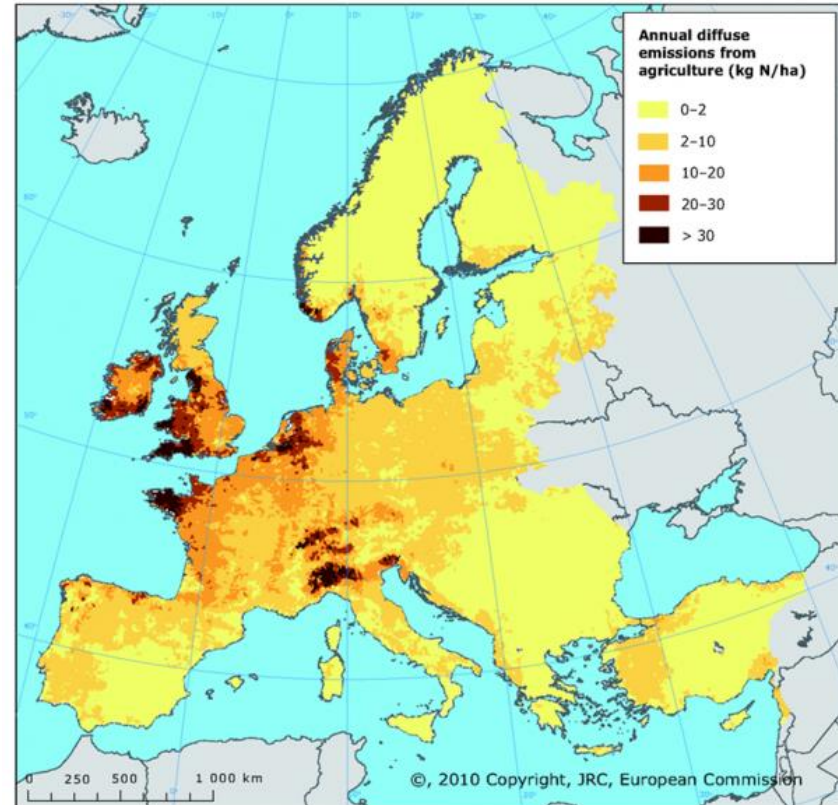 Annual diffuse
emissions from
agriculture (kg N/ha)
0–2
2–10
10–20
20–30
> 30
0 250 500 1 000 km
©, 2010 Copyright, JRC, European Commission